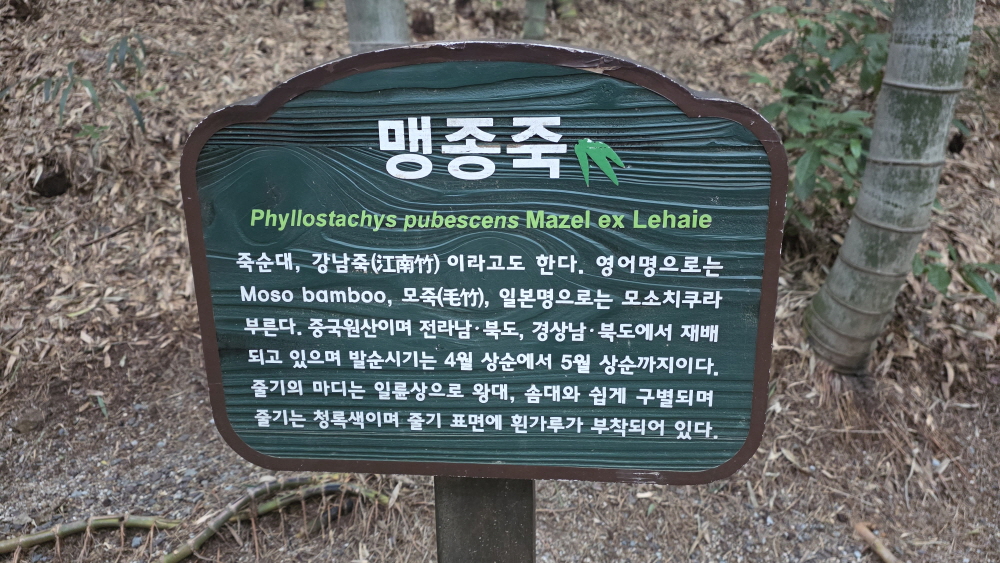 맹종죽
Phyllostachys pubescens Mazel ex Lehaie
죽순대, 강남죽(江南竹) 이라고도 한다. 영어명으로는
Moso bamboo, 모죽(毛竹), 일본명으로는 모소치쿠라
부른다. 중국원산이며 전라남·북도, 경상남·북도에서 재배
되고 있으며 발순시기는 4월 상순에서 5월 상순까지이다.
줄기의 마디는 일륜상으로 왕대, 솜대와 쉽게 구별되며
줄기는 청록색이며 줄기 표면에 흰가루가 부착되어 있다.